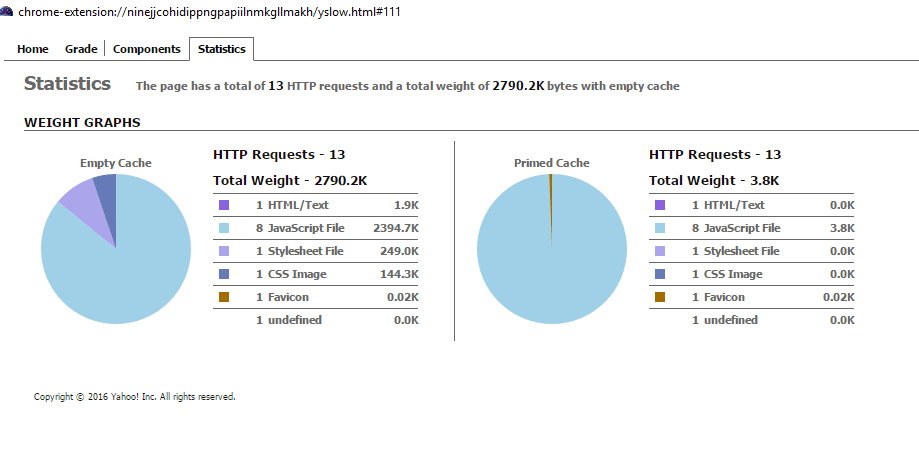 chrome-extension://ninejjcohidippngpapiilnmkgllmakh/yslow.html#111
Home Grade Components Statistics
Statistics The page has a total of 13 HTTP requests and a total weight of 2790.2K bytes with empty cache
WEIGHT GRAPHS
Empty Cache
HTTP Requests - 13
Total Weight - 2790.2K
1 HTML/Text 1.9K
8 JavaScript File 2394.7K
1 Stylesheet File 249.0K
1 CSS Image 144.3K
1 Favicon 0.02K
1 undefined 0.0K
Primed Cache
HTTP Requests - 13
Total Weight - 3.8K
1 HTML/Text 0.0K
8 JavaScript File 3.8K
1 Stylesheet File 0.0K
1 CSS Image 0.0K
1 Favicon 0.02K
1 undefined 0.0K
Copyright © 2016 Yahoo! Inc. All rights reserved.